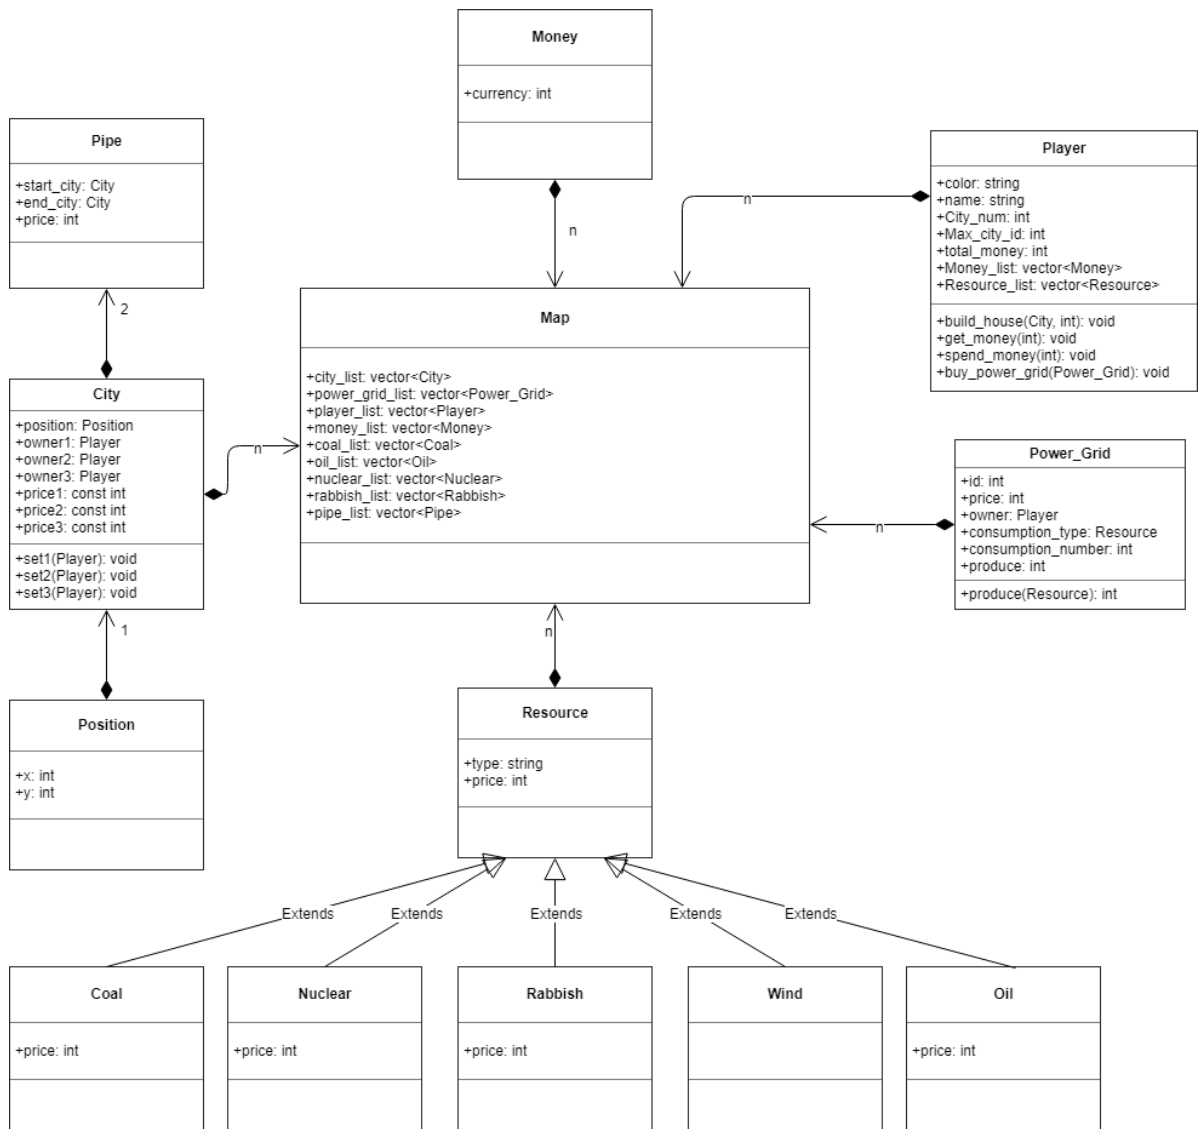 Money
+currency: int
n
Pipe
+start_city: City
+end_city: City
+price: int
2
Player
+color: string
+name: string
+City_num: int
+Max_city_id: int
+total_money: int
+Money_list: vector<Money>
+Resource_list: vector<Resource>
+build_house(City, int): void
+get_money(int): void
+spend_money(int): void
+buy_power_grid(Power_Grid): void
n
Map
+city_list: vector<City>
+power_grid_list: vector<Power_Grid>
+player_list: vector<Player>
+money_list: vector<Money>
+coal_list: vector<Coal>
+oil_list: vector<Oil>
+nuclear_list: vector<Nuclear>
+rabbish_list: vector<Rabbish>
+pipe_list: vector<Pipe>
City
+position: Position
+owner1: Player
+owner2: Player
+owner3: Player
+price1: const int
+price2: const int
+price3: const int
+set1(Player): void
+set2(Player): void
+set3(Player): void
n
1
Power_Grid
+id: int
+price: int
+owner: Player
+consumption_type: Resource
+consumption_number: int
+produce: int
+produce(Resource): int
n
Position
+x: int
+y: int
n
Resource
+type: string
+price: int
Extends
Extends
Extends
Extends
Extends
Coal
+price: int
Nuclear
+price: int
Rabbish
+price: int
Wind
Oil
+price: int